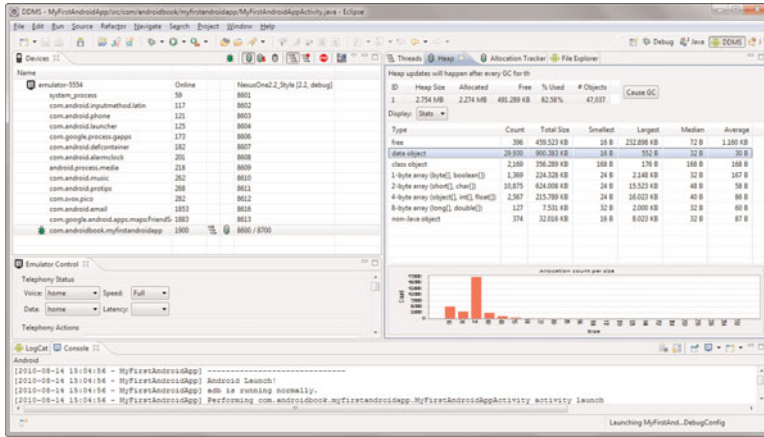 DDMS - MyFirstAndroidApp/src/com/androidbook/myfirstandroidapp/MyFirstAndroidAppActivity.java - Eclipse
File Edit Run Source Refactor Navigate Search Project Window Help
Debug Java DDMS
Devices
Name
emulator-5554 Online NexusOne2.2_Style [2.2, debug]
system_process 59 8601
com.android.inputmethod.latin 117 8602
com.android.phone 121 8603
com.android.launcher 125 8604
com.google.process.gapps 173 8606
com.android.defcontainer 182 8607
com.android.alarmclock 201 8608
android.process.media 218 8609
com.android.music 262 8610
com.android.protips 268 8611
com.svox.pico 282 8612
com.android.email 1653 8616
com.google.android.apps.maps:FriendS 1883 8613
com.androidbook.myfirstandroidapp 1900 8600 / 8700
Emulator Control
Telephony Status
Voice: home Speed: Full
Data: home Latency:
Telephony Actions
Threads Heap Allocation Tracker File Explorer
Heap updates will happen after every GC for th
ID Heap Size Allocated Free % Used # Objects
1 2.754 MB 2.274 MB 491.289 KB 82.58% 47,037
Cause GC
Display: Stats
Type Count Total Size Smallest Largest Median Average
free 396 459.523 KB 16 B 232.898 KB 72 B 1.160 KB
data object 29,930 900.383 KB 16 B 552 B 32 B 30 B
class object 2,169 356.289 KB 168 B 176 B 168 B 168 B
1-byte array (byte[], boolean[]) 1,369 224.328 KB 24 B 2.148 KB 32 B 167 B
2-byte array (short[], char[]) 10,875 624.008 KB 24 B 15.523 KB 48 B 58 B
4-byte array (object[], int[], float[]) 2,567 215.789 KB 24 B 16.023 KB 40 B 86 B
8-byte array (long[], double[]) 127 7.531 KB 32 B 2.000 KB 32 B 60 B
non-Java object 374 32.016 KB 16 B 8.023 KB 32 B 87 B
Allocation count per size
Count
Size
LogCat Console
Android
[2010-08-14 15:04:56 - MyFirstAndroidApp] ------------------------------
[2010-08-14 15:04:56 - MyFirstAndroidApp] Android Launch!
[2010-08-14 15:04:56 - MyFirstAndroidApp] adb is running normally.
[2010-08-14 15:04:56 - MyFirstAndroidApp] Performing com.androidbook.myfirstandroidapp.MyFirstAndroidAppActivity activity launch
Launching MyFirstAnd...DebugConfig